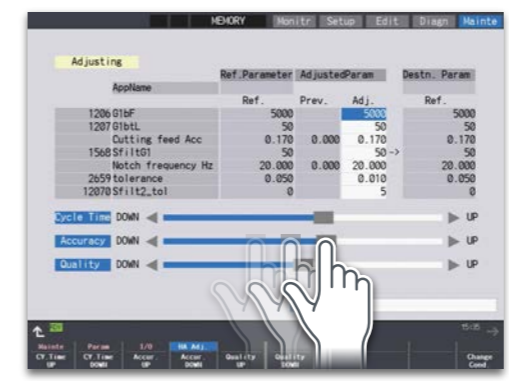 MEMORY Monitr Setup Edit Diagn Mainte
Adjusting
Ref.Parameter AdjustedParam Destn. Param
AppName
Ref. Prev. Adj. Ref.
1206 G1bF 5000 5000 5000
1207 G1btL 50 50 50
Cutting feed Acc 0.170 0.000 0.170 0.170
1568 SfiltG1 50 50 -> 50
Notch frequency Hz 20.000 0.000 20.000 20.000
2659 tolerance 0.050 0.010 0.050
12070 Sfilt2_tol 0 5 0
Cycle Time DOWN UP
Accuracy DOWN UP
Quality DOWN UP
15:35
Mainte Param I/O HA Adj.
CY.Time UP CY.Time DOWN Accur. UP Accur. DOWN Quality UP Quality DOWN Change Cond